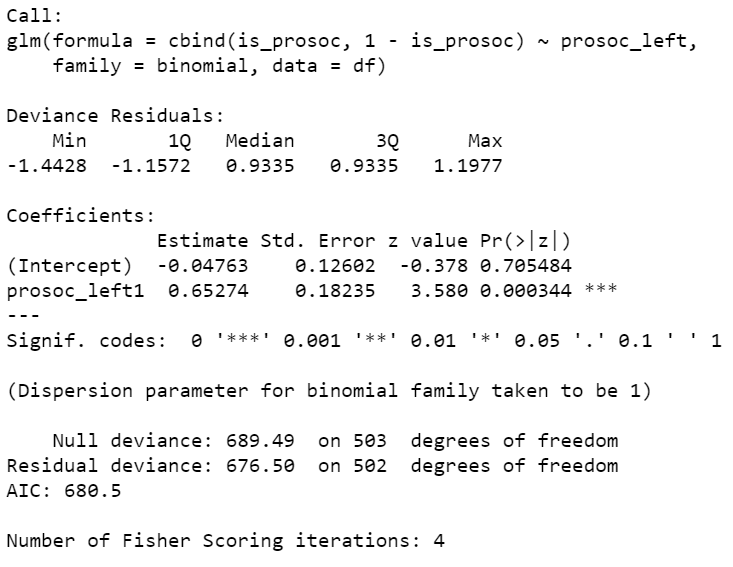 Call:
glm(formula = cbind(is_prosoc, 1 - is_prosoc) ~ prosoc_left,
    family = binomial, data = df)

Deviance Residuals:
    Min       1Q   Median       3Q      Max
-1.4428  -1.1572   0.9335   0.9335   1.1977

Coefficients:
             Estimate Std. Error z value Pr(>|z|)
(Intercept)  -0.04763    0.12602  -0.378 0.705484
prosoc_left1  0.65274    0.18235   3.580 0.000344 ***
---
Signif. codes:  0 '***' 0.001 '**' 0.01 '*' 0.05 '.' 0.1 ' ' 1

(Dispersion parameter for binomial family taken to be 1)

    Null deviance: 689.49  on 503  degrees of freedom
Residual deviance: 676.50  on 502  degrees of freedom
AIC: 680.5

Number of Fisher Scoring iterations: 4